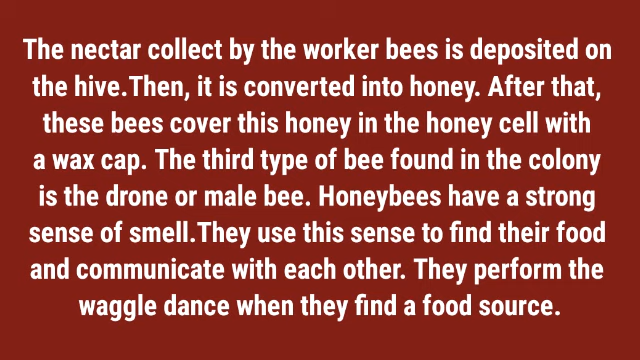 The nectar collect by the worker bees is deposited on
the hive.Then, it is converted into honey. After that,
these bees cover this honey in the honey cell with
a wax cap. The third type of bee found in the colony
is the drone or male bee. Honeybees have a strong
sense of smell.They use this sense to find their food
and communicate with each other. They perform the
waggle dance when they find a food source.